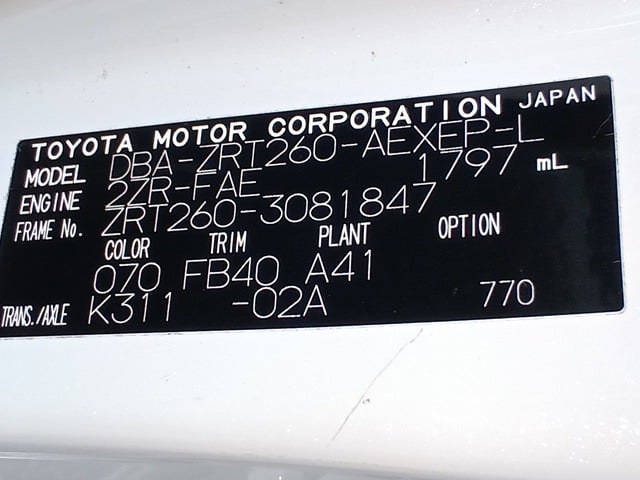 TOYOTA MOTOR CORPORATION JAPAN
MODEL DBA-ZRT260-AEXEP-L
ENGINE 2ZR-FAE 1797 mL
FRAME No. ZRT260-3081847
COLOR TRIM PLANT OPTION
070 FB40 A41
TRANS./AXLE K311 -02A 770